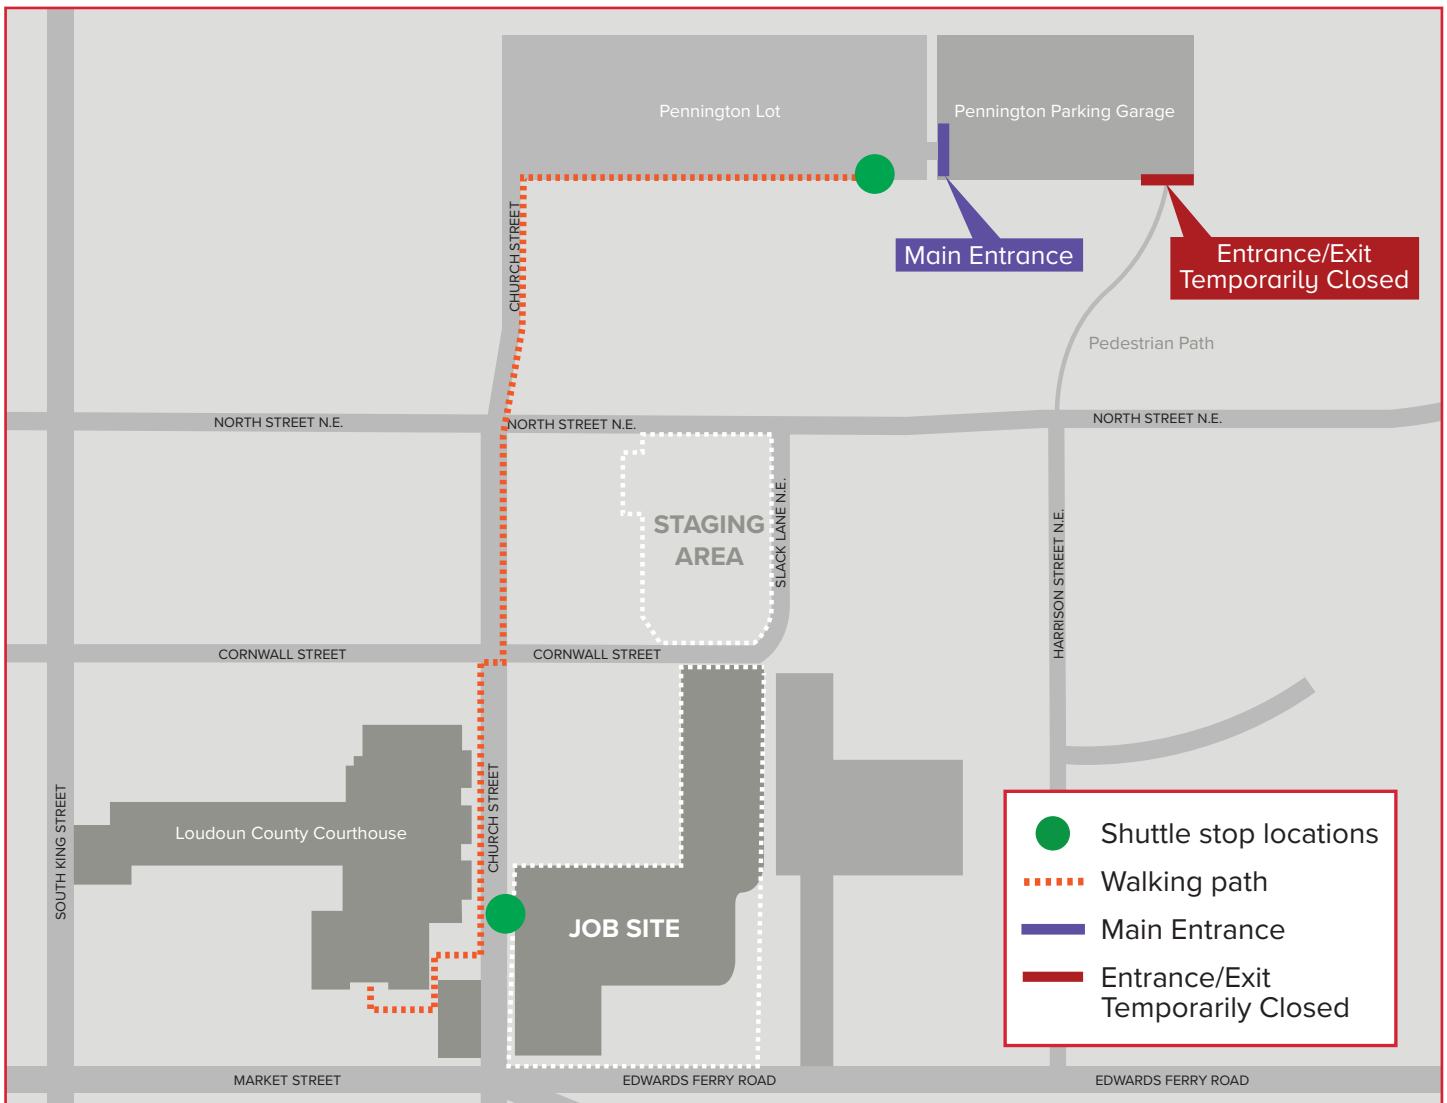 Pennington Lot
Pennington Parking Garage
CHURCH STREET
Main Entrance
Entrance/Exit
Temporarily Closed
Pedestrian Path
NORTH STREET N.E.
NORTH STREET N.E.
NORTH STREET N.E.
STAGING
AREA
SLACK LANE N.E.
HARRISON STREET N.E.
CORNWALL STREET
CORNWALL STREET
SOUTH KING STREET
Loudoun County Courthouse
CHURCH STREET
JOB SITE
Shuttle stop locations
Walking path
Main Entrance
Entrance/Exit
Temporarily Closed
MARKET STREET
EDWARDS FERRY ROAD
EDWARDS FERRY ROAD